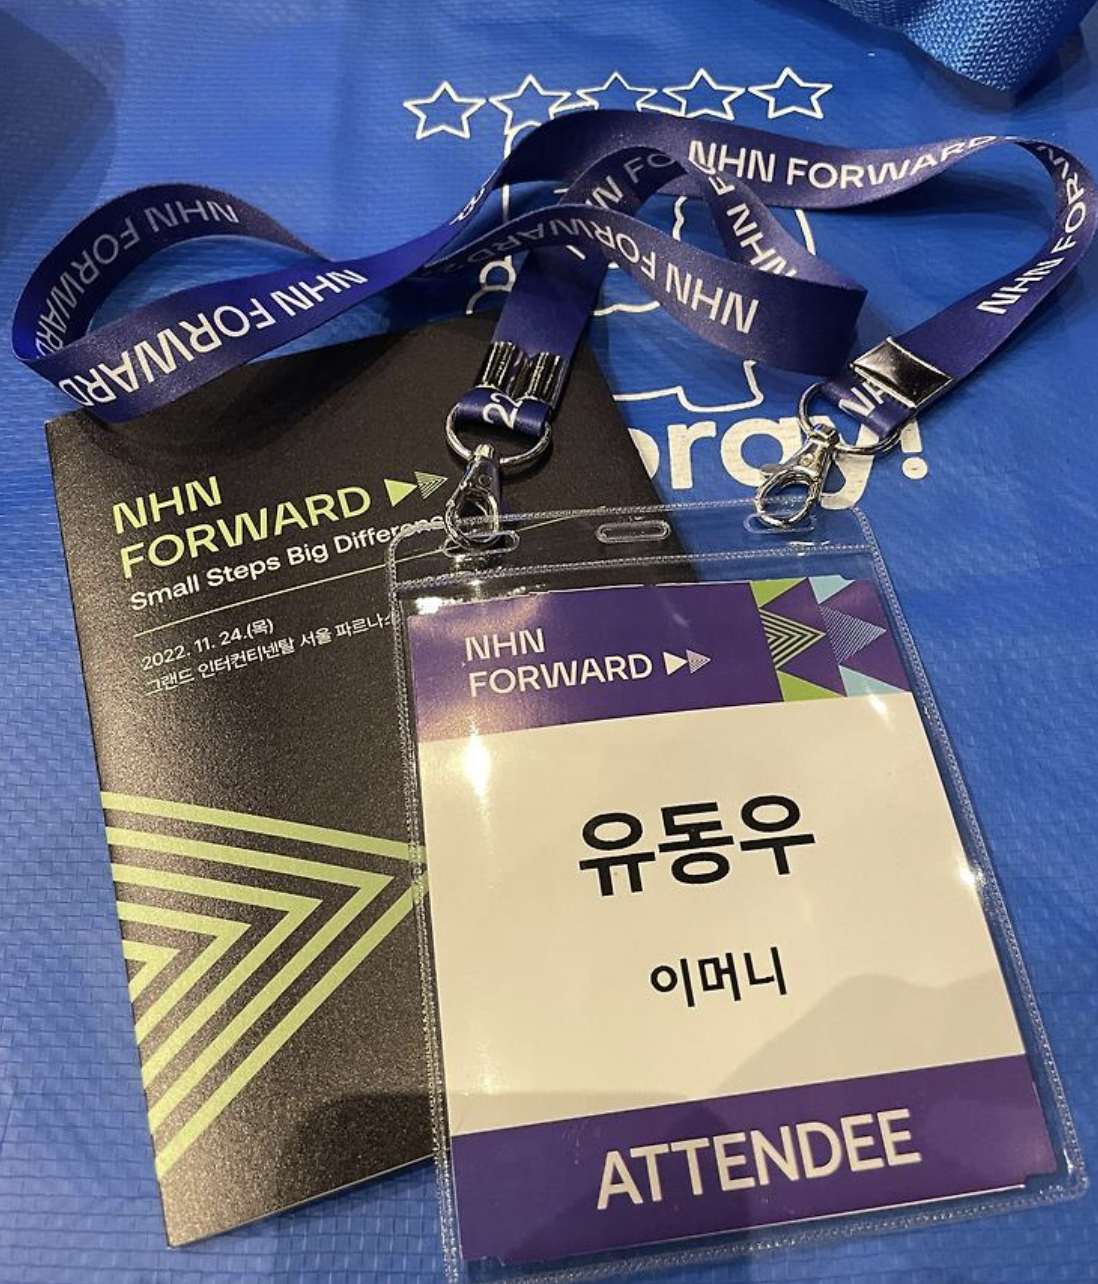 NHN FORWARD
NHN FORWARD
NHN FORWARD
NHN FORWARD
NHN
FORWARD
Small Steps Big Differen
2022. 11. 24.(목)
그랜드 인터컨티넨탈 서울 파르나스
NHN
FORWARD
유동우
이머니
ATTENDEE